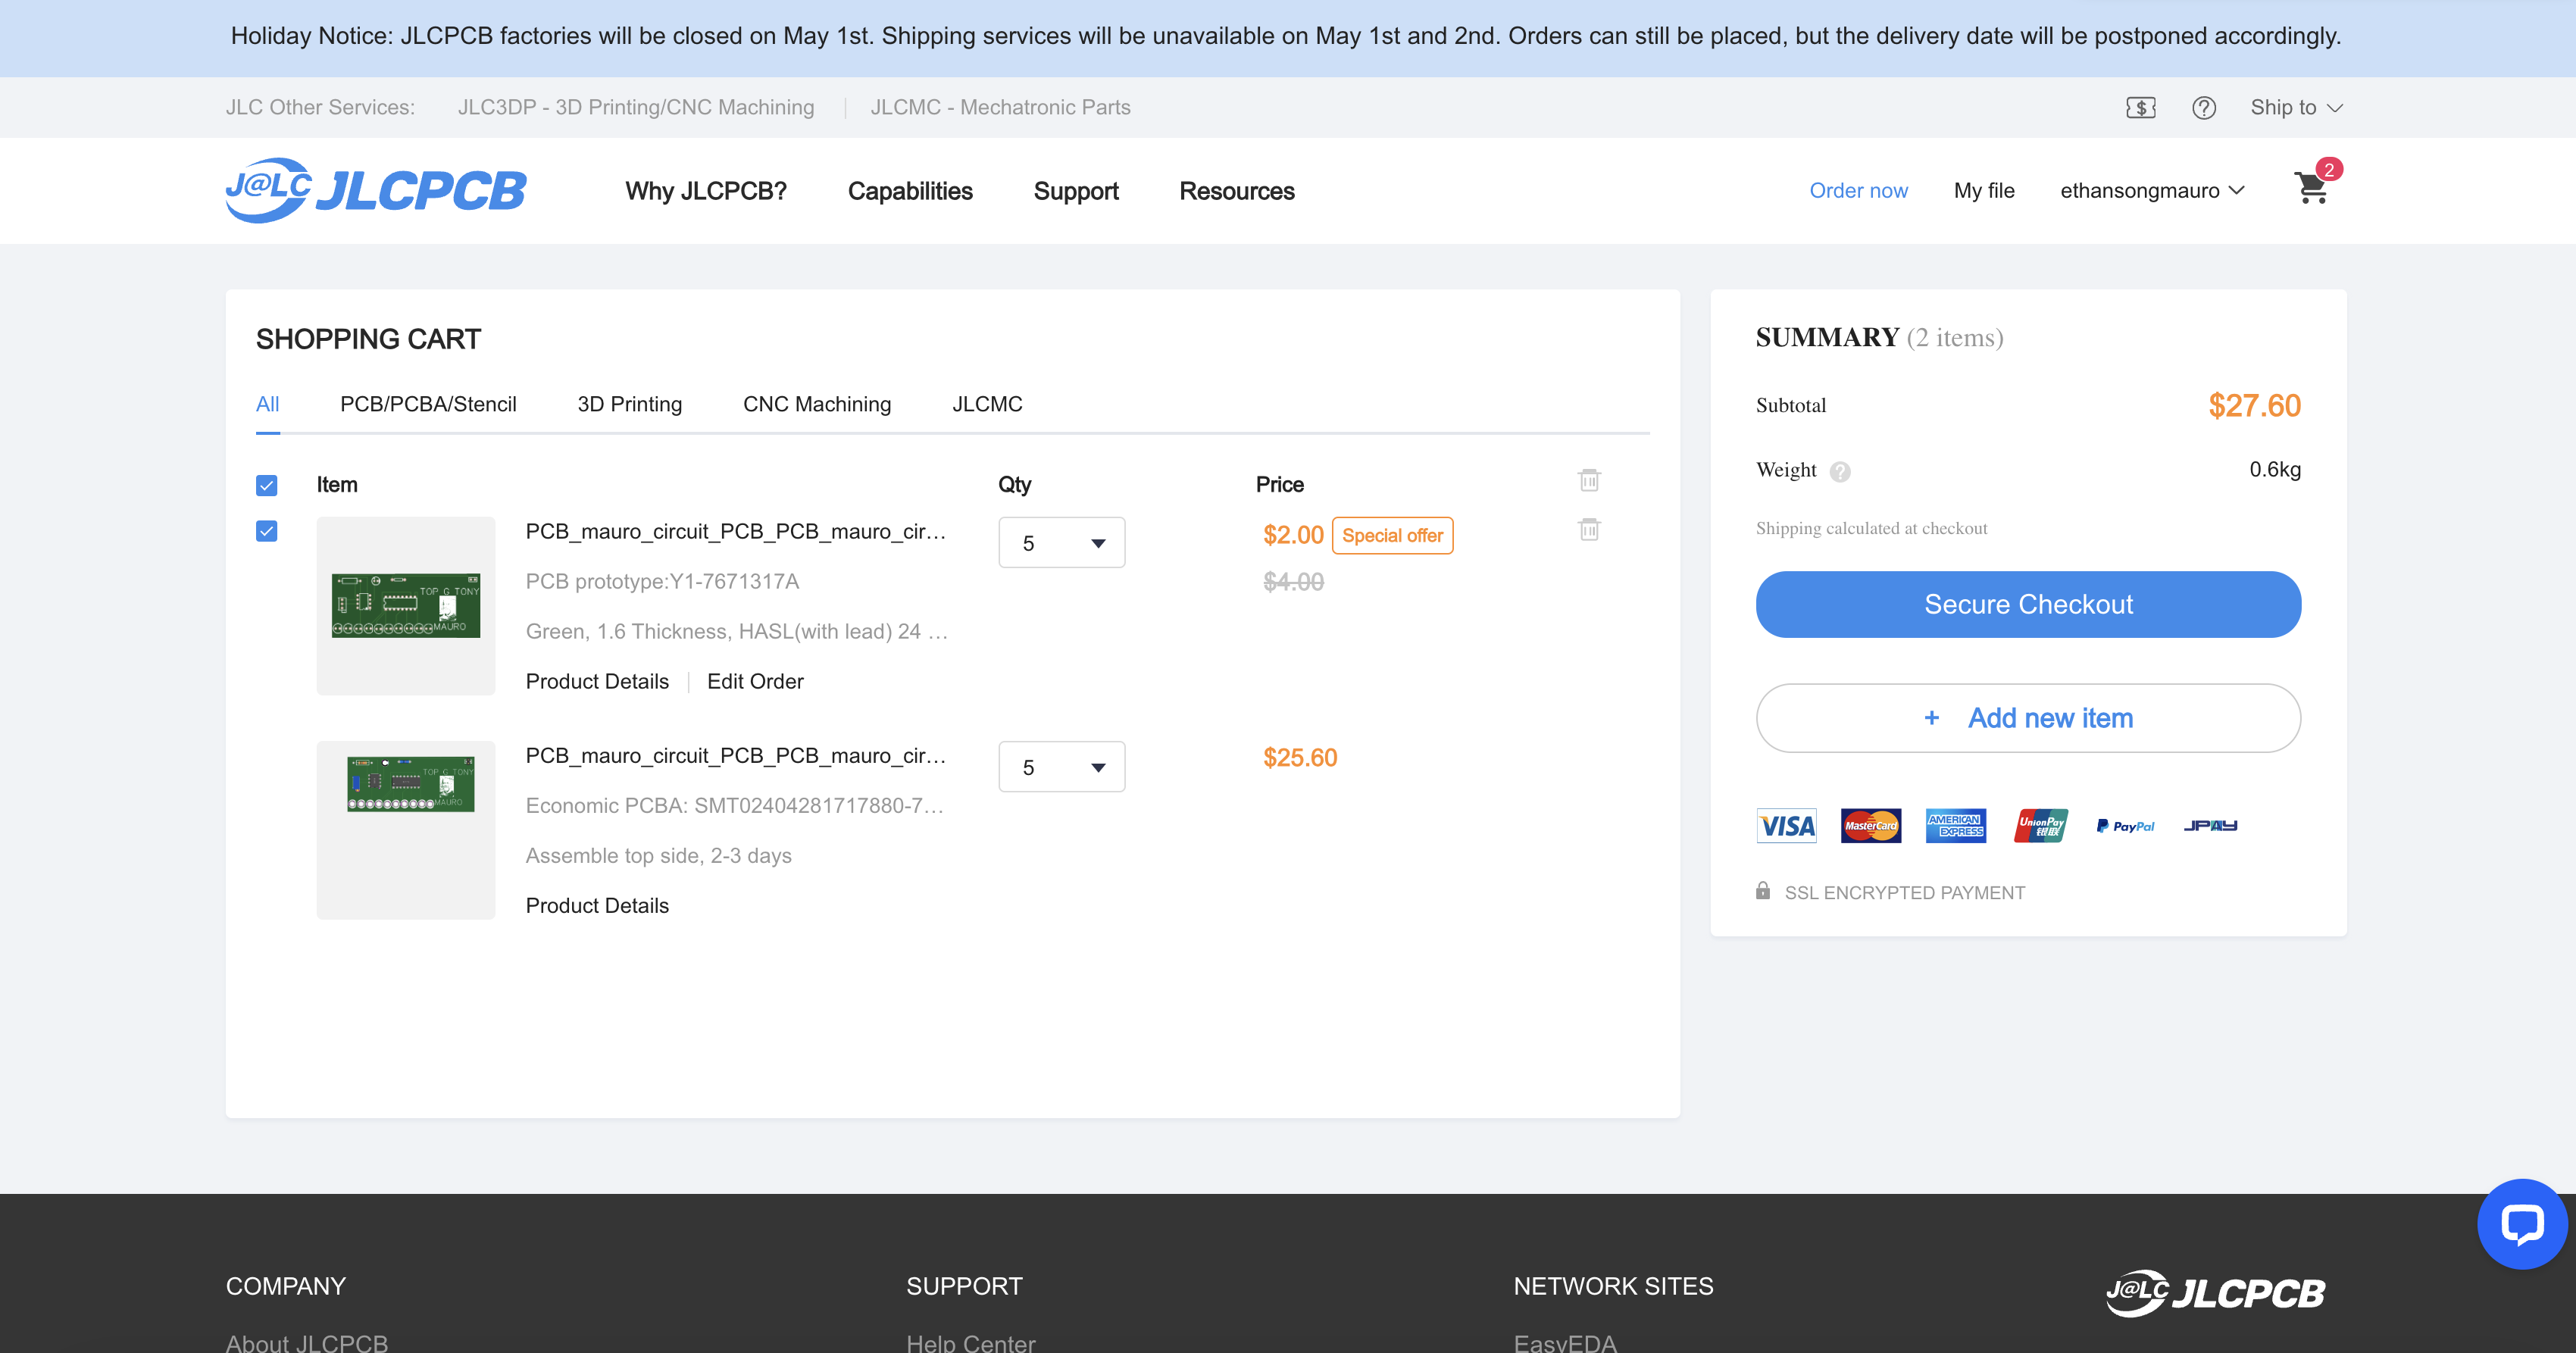 Holiday Notice: JLCPCB factories will be closed on May 1st. Shipping services will be unavailable on May 1st and 2nd. Orders can still be placed, but the delivery date will be postponed accordingly.
JLC Other Services: JLC3DP - 3D Printing/CNC Machining | JLCMC - Mechatronic Parts
$ ? Ship to
J@LC JLCPCB
Why JLCPCB? Capabilities Support Resources
Order now My file ethansongmauro 2
SHOPPING CART
All PCB/PCBA/Stencil 3D Printing CNC Machining JLCMC
Item Qty Price
TOP G TONY
MAURO
PCB_mauro_circuit_PCB_PCB_mauro_cir... 5 $2.00 Special offer
PCB prototype:Y1-7671317A $4.00
Green, 1.6 Thickness, HASL(with lead) 24 ...
Product Details | Edit Order
TOP G TONY
MAURO
PCB_mauro_circuit_PCB_PCB_mauro_cir... 5 $25.60
Economic PCBA: SMT02404281717880-7...
Assemble top side, 2-3 days
Product Details
SUMMARY (2 items)
Subtotal $27.60
Weight ? 0.6kg
Shipping calculated at checkout
Secure Checkout
+ Add new item
VISA MasterCard AMERICAN EXPRESS UnionPay 银联 PayPal JPAY
SSL ENCRYPTED PAYMENT
COMPANY SUPPORT NETWORK SITES
J@LC JLCPCB
About JLCPCB Help Center EasyEDA